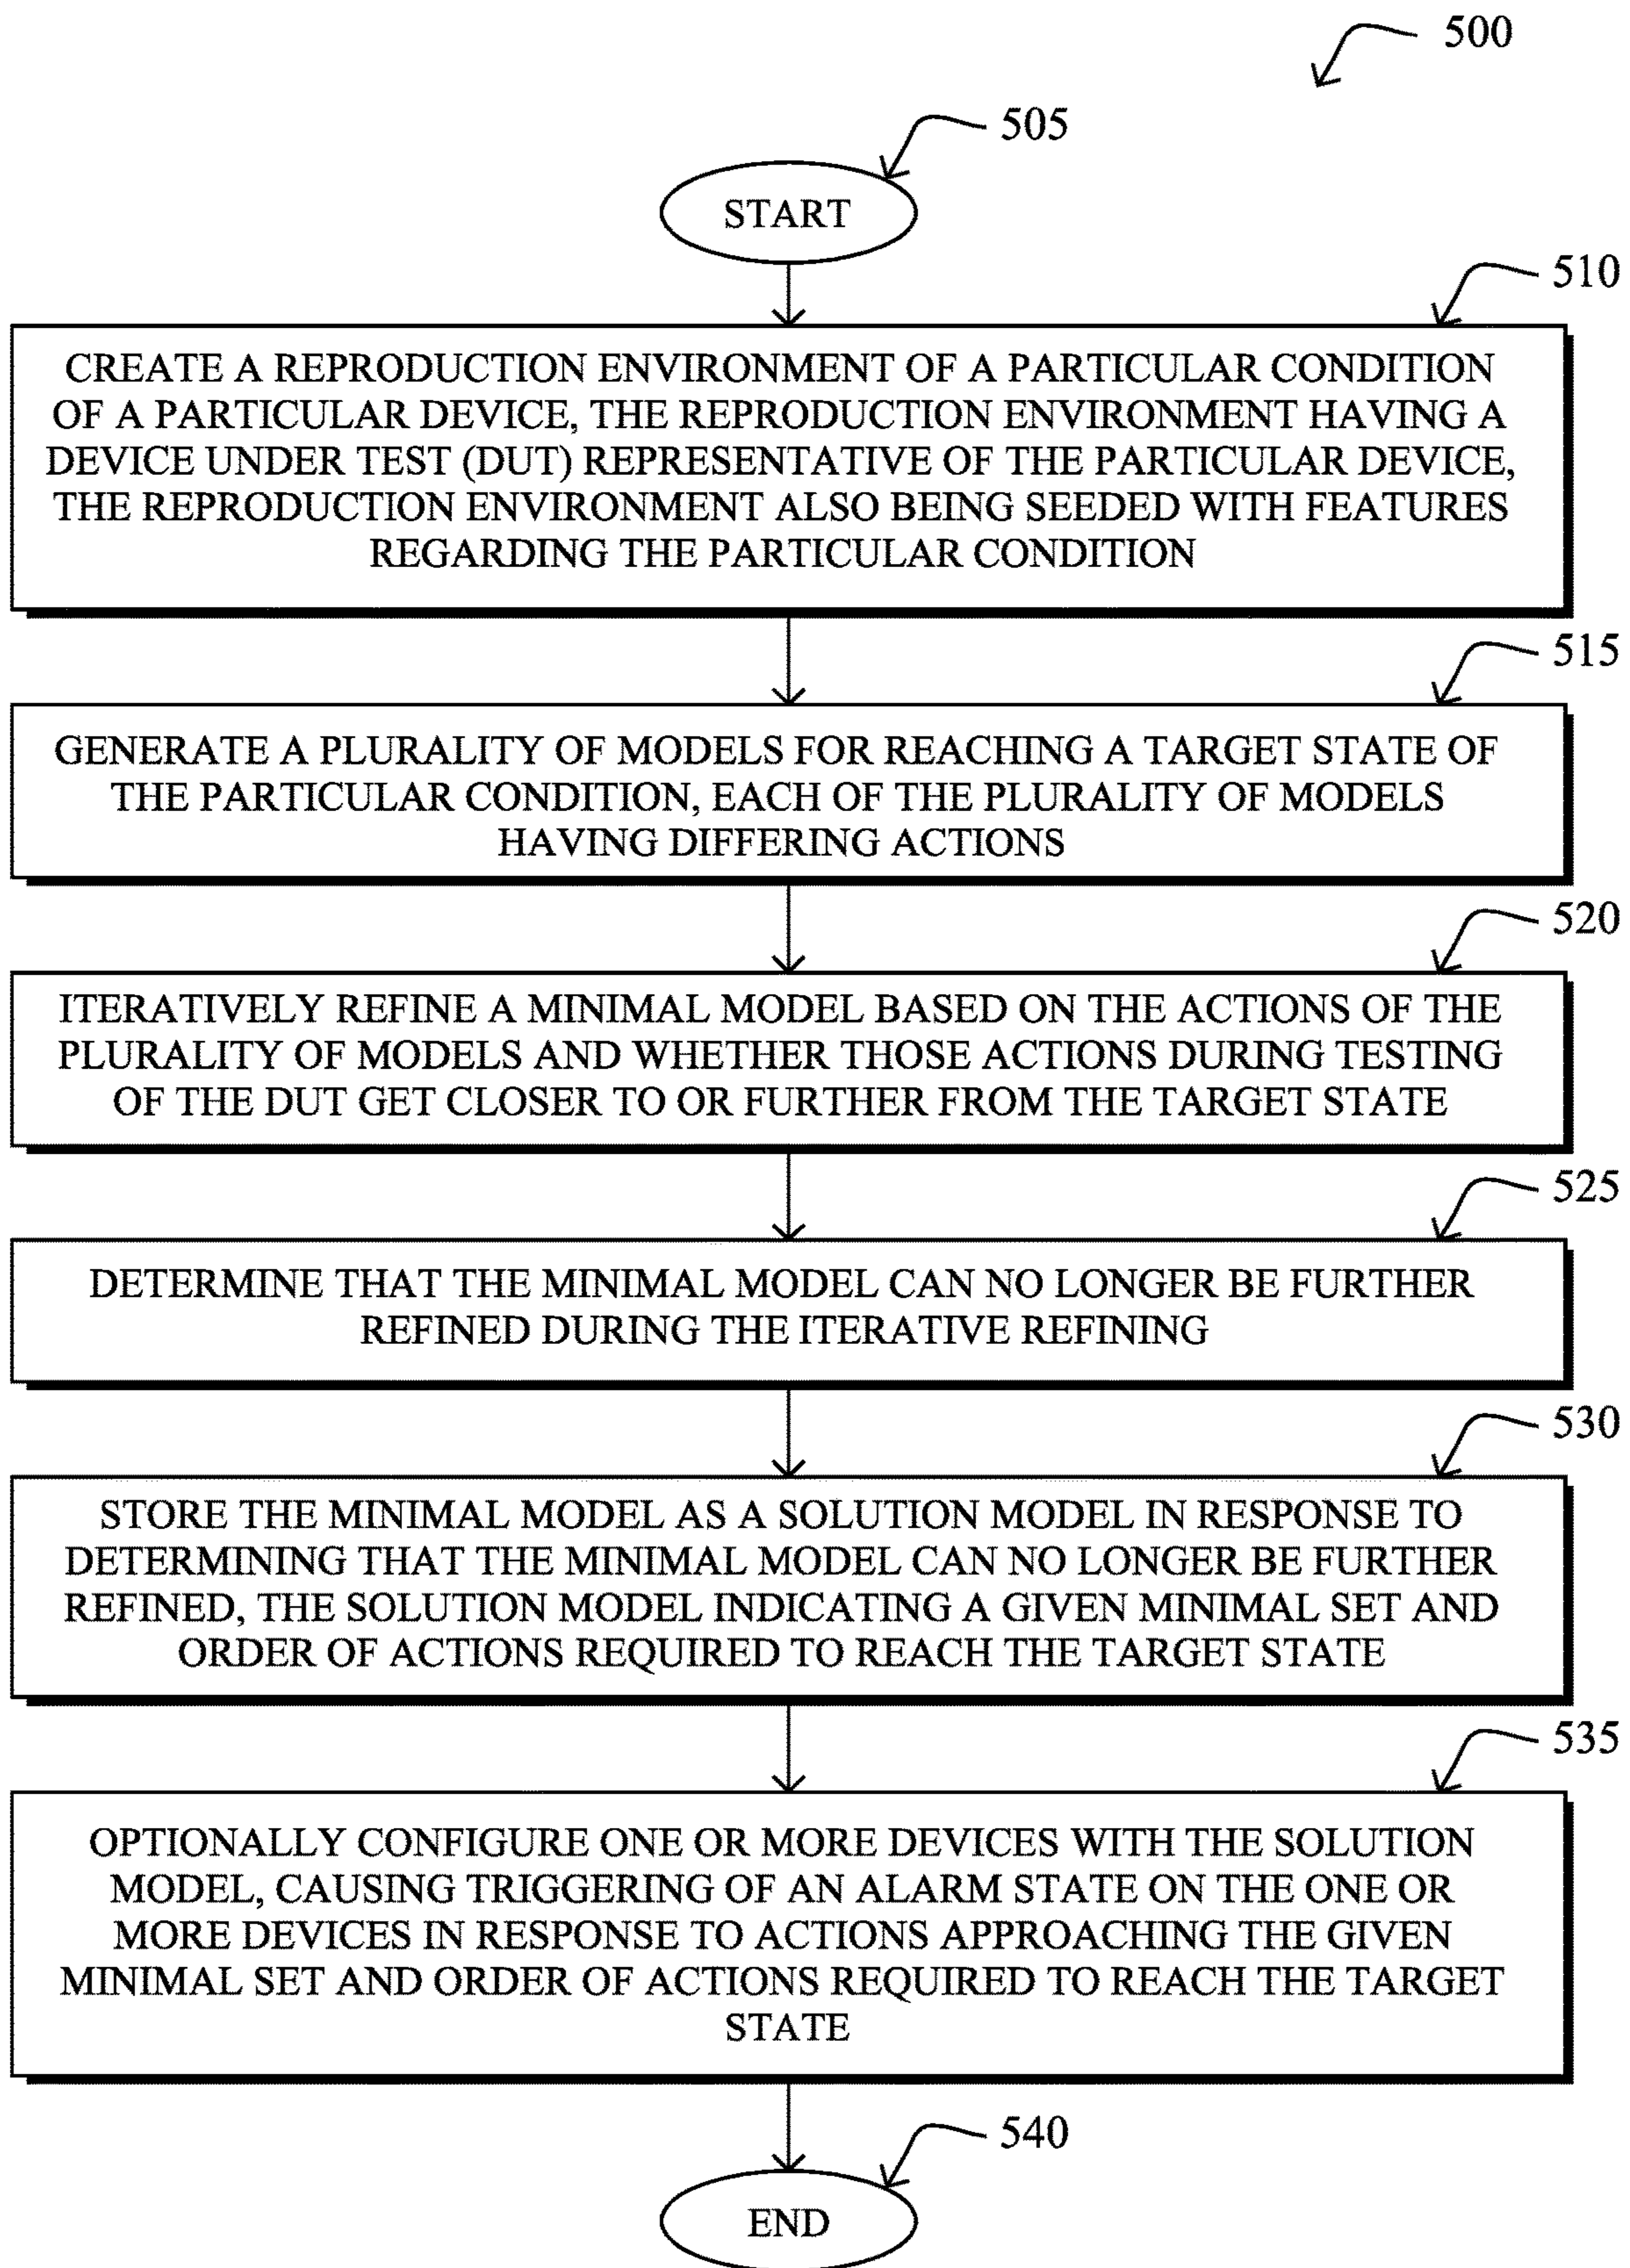 500
505
START
510
CREATE A REPRODUCTION ENVIRONMENT OF A PARTICULAR CONDITION
OF A PARTICULAR DEVICE, THE REPRODUCTION ENVIRONMENT HAVING A
DEVICE UNDER TEST (DUT) REPRESENTATIVE OF THE PARTICULAR DEVICE,
THE REPRODUCTION ENVIRONMENT ALSO BEING SEEDED WITH FEATURES
REGARDING THE PARTICULAR CONDITION
515
GENERATE A PLURALITY OF MODELS FOR REACHING A TARGET STATE OF
THE PARTICULAR CONDITION, EACH OF THE PLURALITY OF MODELS
HAVING DIFFERING ACTIONS
520
ITERATIVELY REFINE A MINIMAL MODEL BASED ON THE ACTIONS OF THE
PLURALITY OF MODELS AND WHETHER THOSE ACTIONS DURING TESTING
OF THE DUT GET CLOSER TO OR FURTHER FROM THE TARGET STATE
525
DETERMINE THAT THE MINIMAL MODEL CAN NO LONGER BE FURTHER
REFINED DURING THE ITERATIVE REFINING
530
STORE THE MINIMAL MODEL AS A SOLUTION MODEL IN RESPONSE TO
DETERMINING THAT THE MINIMAL MODEL CAN NO LONGER BE FURTHER
REFINED, THE SOLUTION MODEL INDICATING A GIVEN MINIMAL SET AND
ORDER OF ACTIONS REQUIRED TO REACH THE TARGET STATE
535
OPTIONALLY CONFIGURE ONE OR MORE DEVICES WITH THE SOLUTION
MODEL, CAUSING TRIGGERING OF AN ALARM STATE ON THE ONE OR
MORE DEVICES IN RESPONSE TO ACTIONS APPROACHING THE GIVEN
MINIMAL SET AND ORDER OF ACTIONS REQUIRED TO REACH THE TARGET
STATE
540
END